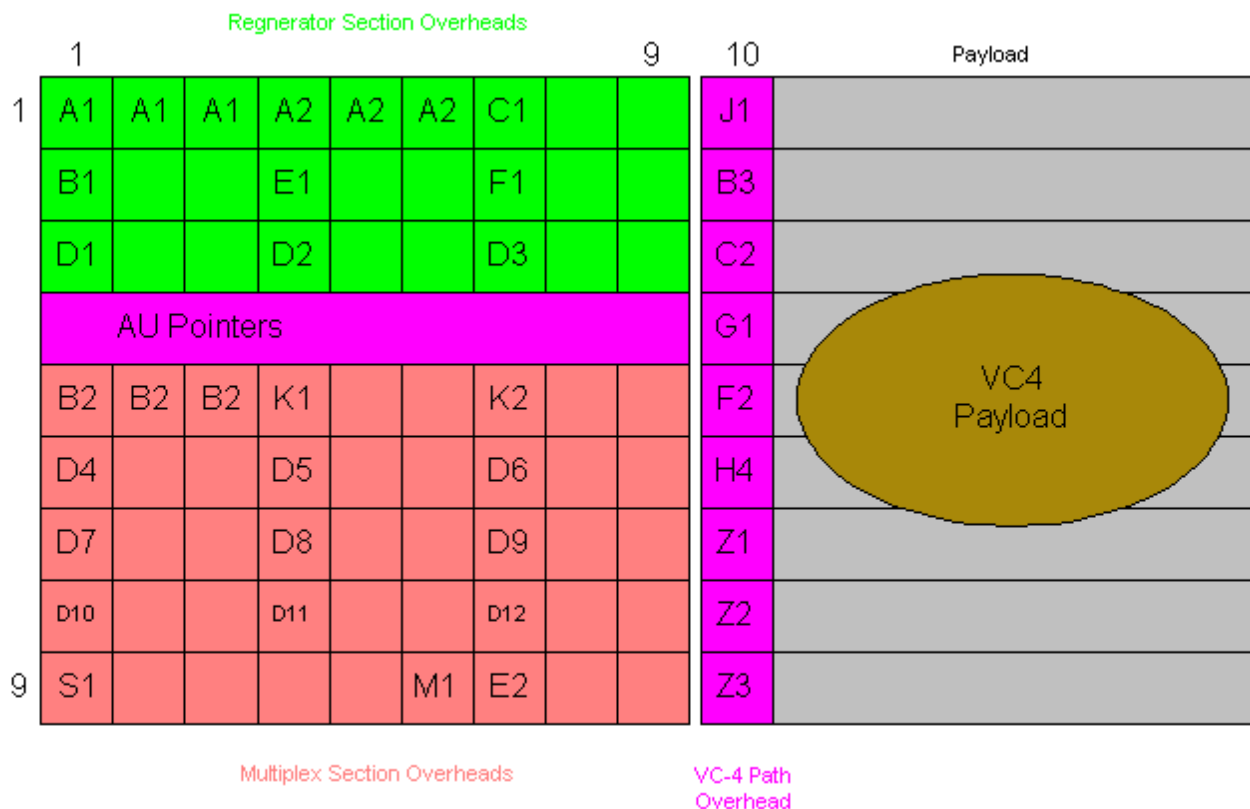 Regnerator Section Overheads
1 9 10 Payload
1 A1 A1 A1 A2 A2 A2 C1 J1
B1 E1 F1 B3
D1 D2 D3 C2
AU Pointers G1
B2 B2 B2 K1 K2 F2
VC4
Payload
D4 D5 D6 H4
D7 D8 D9 Z1
D10 D11 D12 Z2
9 S1 M1 E2 Z3
Multiplex Section Overheads
VC-4 Path
Overhead